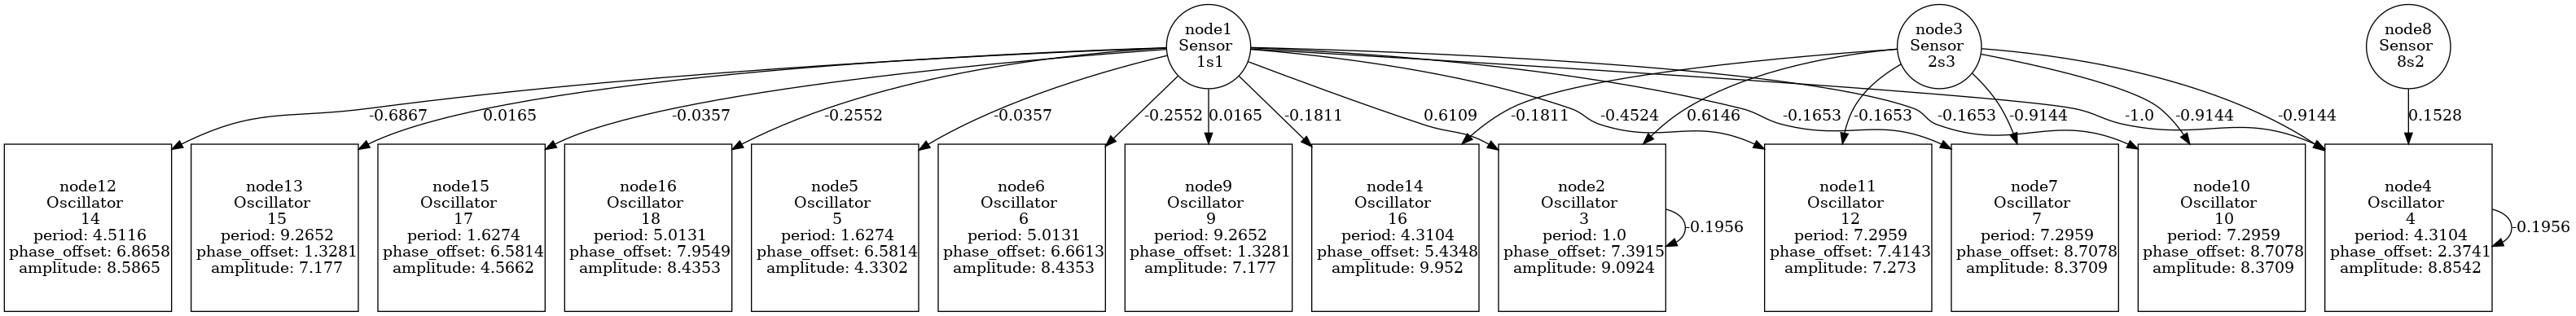 node1
Sensor
1s1
node3
Sensor
2s3
node8
Sensor
8s2
-0.6867
0.0165
-0.0357
-0.2552
-0.0357
-0.2552
0.0165
-0.1811
0.6109
-0.1811
-0.4524
0.6146
-0.1653
-0.1653
-0.9144
-0.1653
-1.0
-0.9144
-0.9144
0.1528
node12
Oscillator
14
period: 4.5116
phase_offset: 6.8658
amplitude: 8.5865
node13
Oscillator
15
period: 9.2652
phase_offset: 1.3281
amplitude: 7.177
node15
Oscillator
17
period: 1.6274
phase_offset: 6.5814
amplitude: 4.5662
node16
Oscillator
18
period: 5.0131
phase_offset: 7.9549
amplitude: 8.4353
node5
Oscillator
5
period: 1.6274
phase_offset: 6.5814
amplitude: 4.3302
node6
Oscillator
6
period: 5.0131
phase_offset: 6.6613
amplitude: 8.4353
node9
Oscillator
9
period: 9.2652
phase_offset: 1.3281
amplitude: 7.177
node14
Oscillator
16
period: 4.3104
phase_offset: 5.4348
amplitude: 9.952
node2
Oscillator
3
period: 1.0
phase_offset: 7.3915
amplitude: 9.0924
-0.1956
node11
Oscillator
12
period: 7.2959
phase_offset: 7.4143
amplitude: 7.273
node7
Oscillator
7
period: 7.2959
phase_offset: 8.7078
amplitude: 8.3709
node10
Oscillator
10
period: 7.2959
phase_offset: 8.7078
amplitude: 8.3709
node4
Oscillator
4
period: 4.3104
phase_offset: 2.3741
amplitude: 8.8542
-0.1956